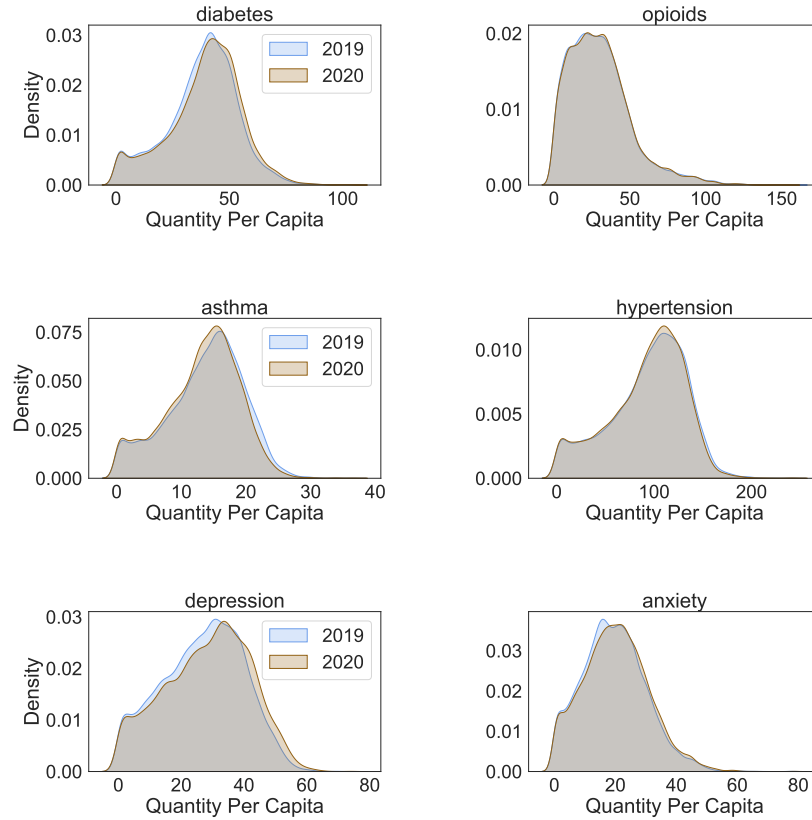 diabetes
0.03
0.02
0.01
0.00
Density
2019
2020
0 50 100
Quantity Per Capita
opioids
0.02
0.01
0.00
0 50 100 150
Quantity Per Capita
asthma
0.075
0.050
0.025
0.000
Density
2019
2020
0 10 20 30 40
Quantity Per Capita
hypertension
0.010
0.005
0.000
0 100 200
Quantity Per Capita
depression
0.03
0.02
0.01
0.00
Density
2019
2020
0 20 40 60 80
Quantity Per Capita
anxiety
0.03
0.02
0.01
0.00
0 20 40 60 80
Quantity Per Capita